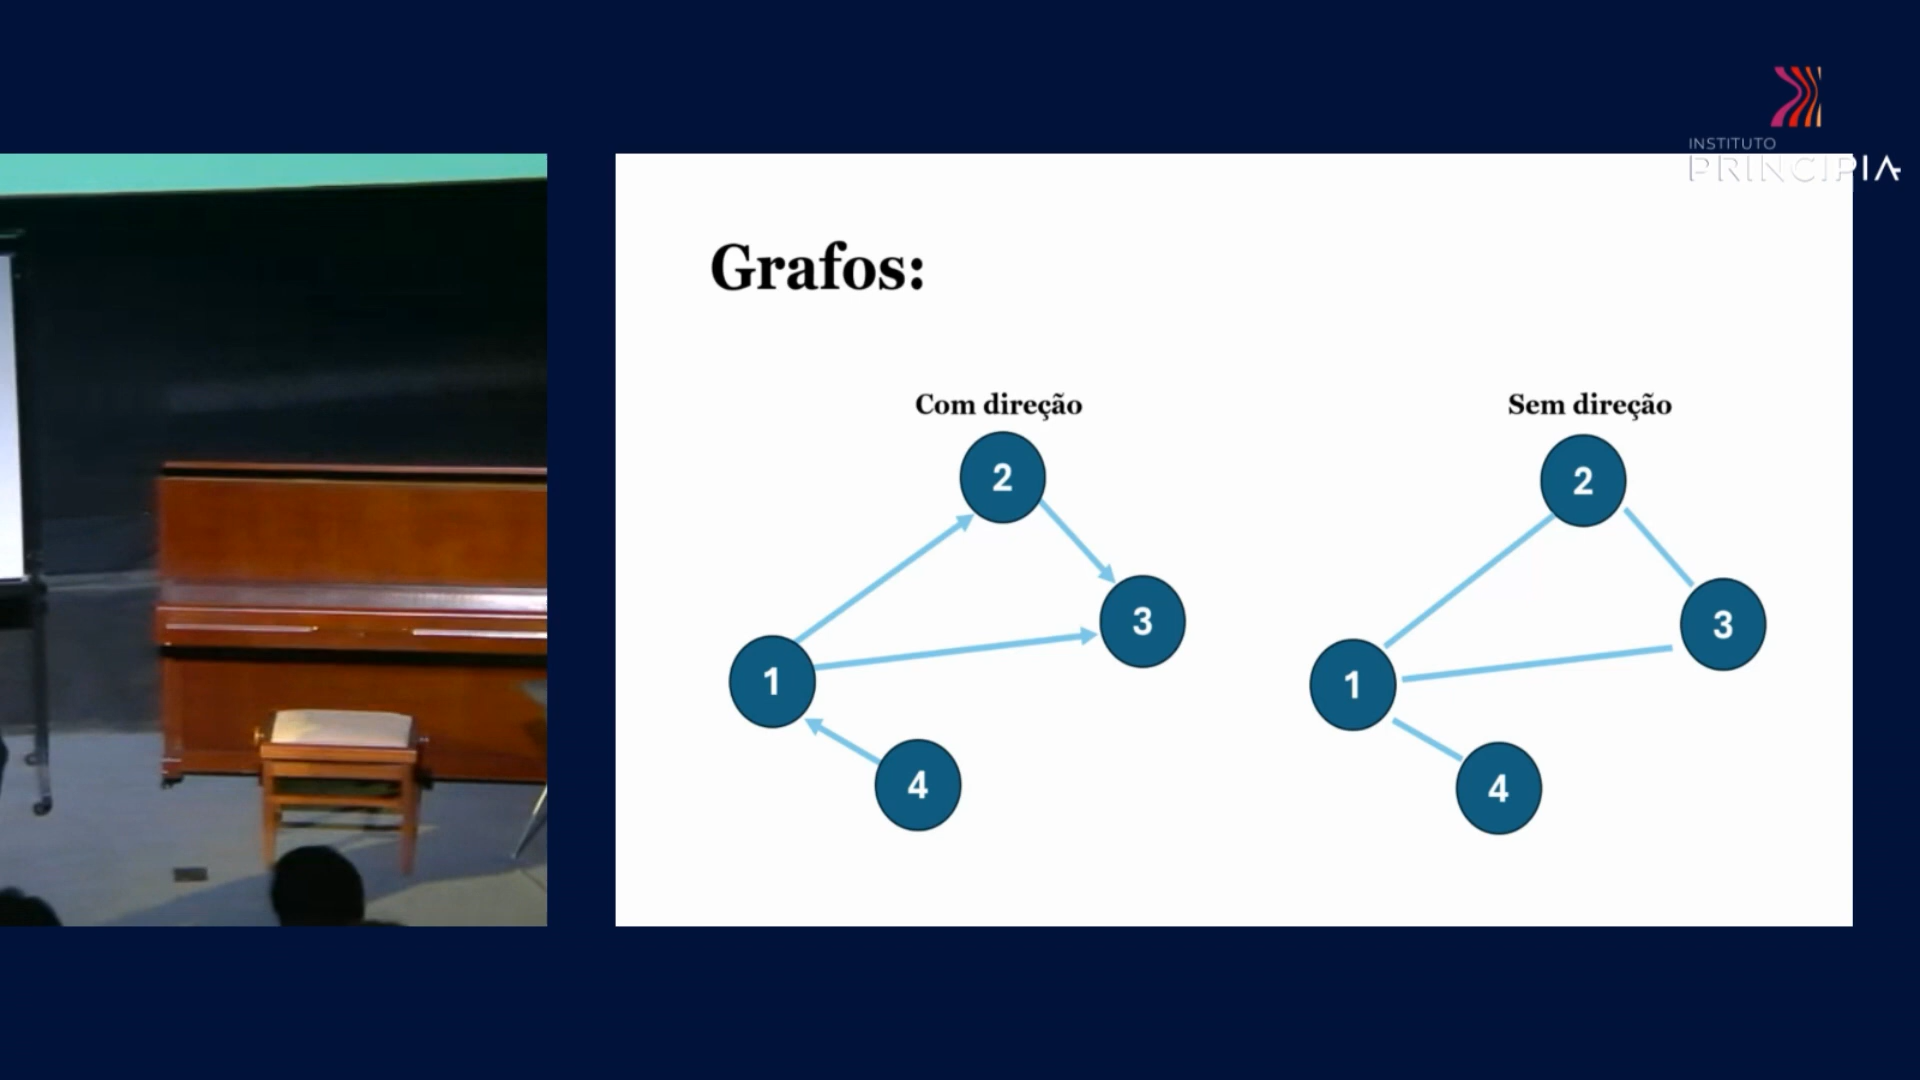 INSTITUTO
PRINCIPIA
Grafos:
Com direção
Sem direção
2
3
1
4
2
3
1
4